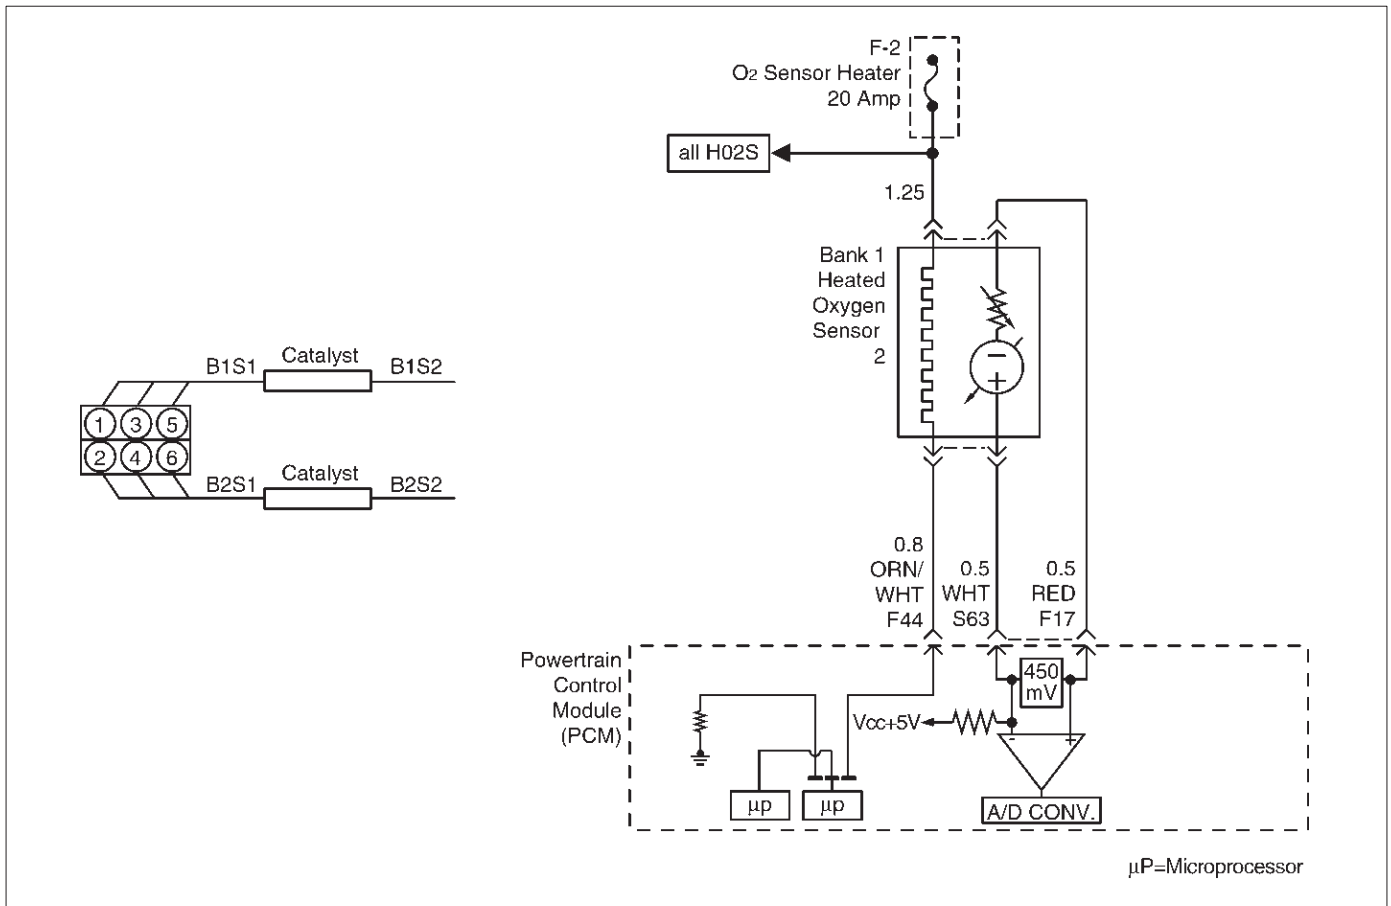 F-2
O2 Sensor Heater
20 Amp
all H02S
1.25
Bank 1
Heated
Oxygen
Sensor
2
−
+
B1S1 Catalyst B1S2
1 3 5
2 4 6
B2S1 Catalyst B2S2
0.8
ORN/
WHT
F44
0.5
WHT
S63
0.5
RED
F17
Powertrain
Control
Module
(PCM)
450
mV
Vcc+5V
- +
μp μp
A/D CONV.
μP=Microprocessor